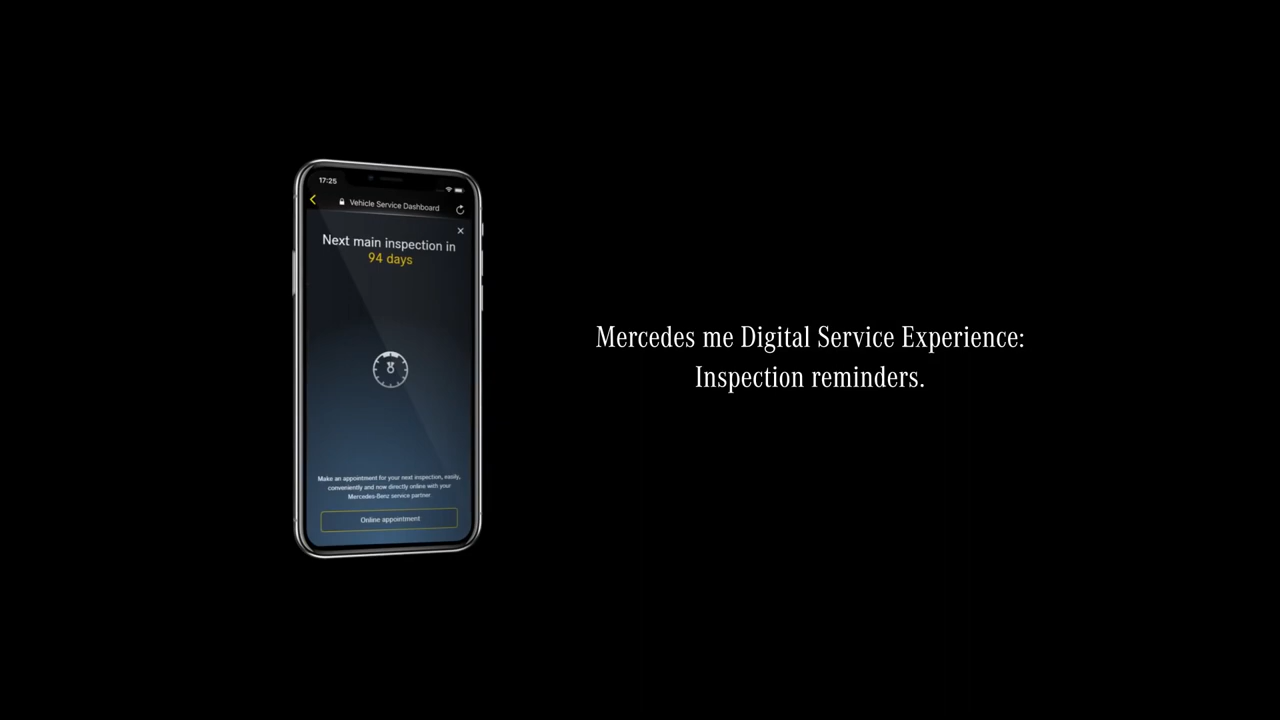 17:25
Vehicle Service Dashboard
Next main inspection in
94 days
Make an appointment for your next inspection, easily,
conveniently and now directly online with your
Mercedes-Benz service partner
Online appointment
Mercedes me Digital Service Experience:
Inspection reminders.